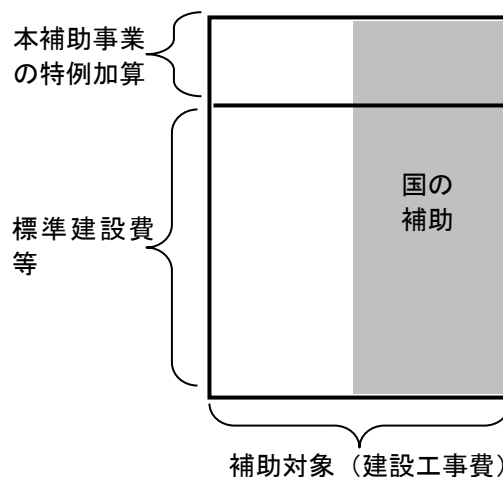 本補助事業
の特例加算
国の
補助
標準建設費
等
補助対象（建設工事費）